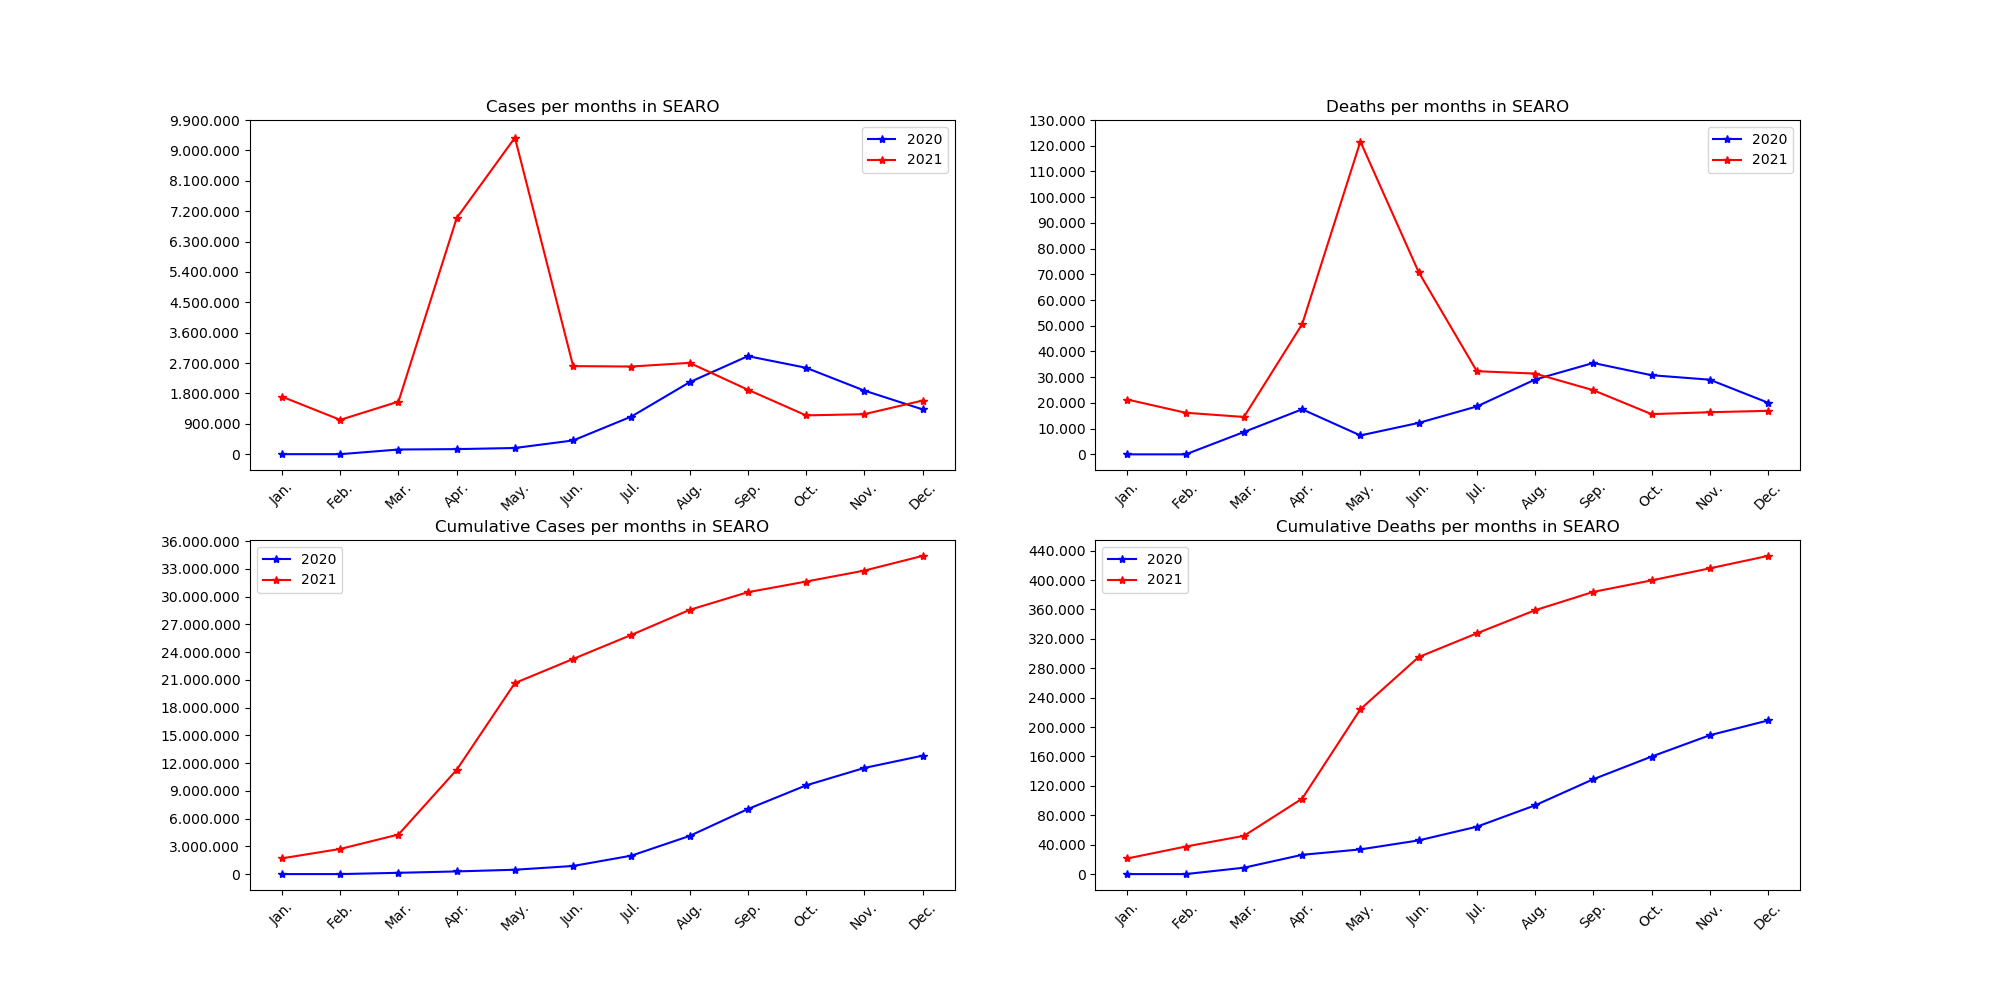 Cases per months in SEARO
9.900.000
9.000.000
8.100.000
7.200.000
6.300.000
5.400.000
4.500.000
3.600.000
2.700.000
1.800.000
900.000
0
2020
2021
Jan.
Feb.
Mar.
Apr.
May.
Jun.
Jul.
Aug.
Sep.
Oct.
Nov.
Dec.
Deaths per months in SEARO
130.000
120.000
110.000
100.000
90.000
80.000
70.000
60.000
50.000
40.000
30.000
20.000
10.000
0
2020
2021
Jan.
Feb.
Mar.
Apr.
May.
Jun.
Jul.
Aug.
Sep.
Oct.
Nov.
Dec.
Cumulative Cases per months in SEARO
36.000.000
33.000.000
30.000.000
27.000.000
24.000.000
21.000.000
18.000.000
15.000.000
12.000.000
9.000.000
6.000.000
3.000.000
0
2020
2021
Jan.
Feb.
Mar.
Apr.
May.
Jun.
Jul.
Aug.
Sep.
Oct.
Nov.
Dec.
Cumulative Deaths per months in SEARO
440.000
400.000
360.000
320.000
280.000
240.000
200.000
160.000
120.000
80.000
40.000
0
2020
2021
Jan.
Feb.
Mar.
Apr.
May.
Jun.
Jul.
Aug.
Sep.
Oct.
Nov.
Dec.